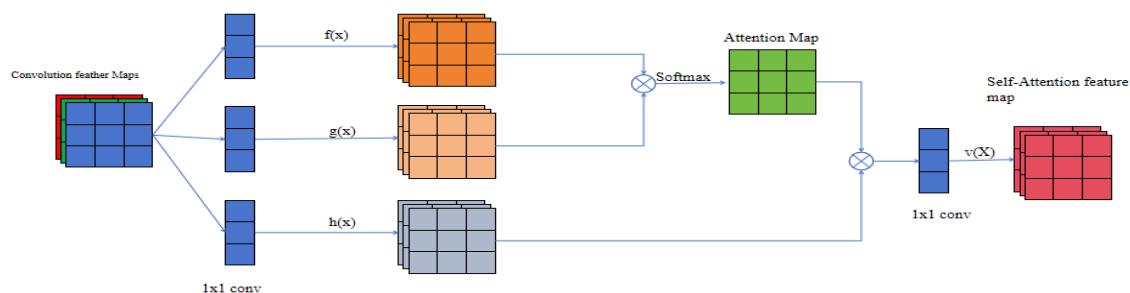 Convolution feather Maps
f(x)
g(x)
h(x)
1x1 conv
Softmax
Attention Map
Self-Attention feature
map
v(X)
1x1 conv